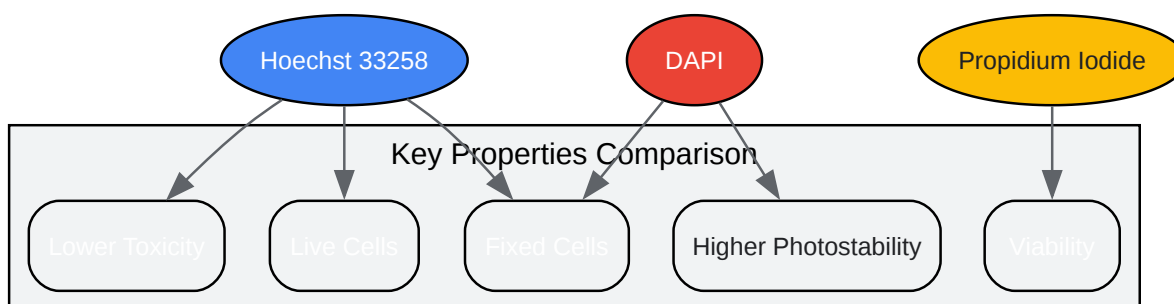 Hoechst 33258
DAPI
Propidium Iodide
Key Properties Comparison
Lower Toxicity
Live Cells
Fixed Cells
Higher Photostability
Viability